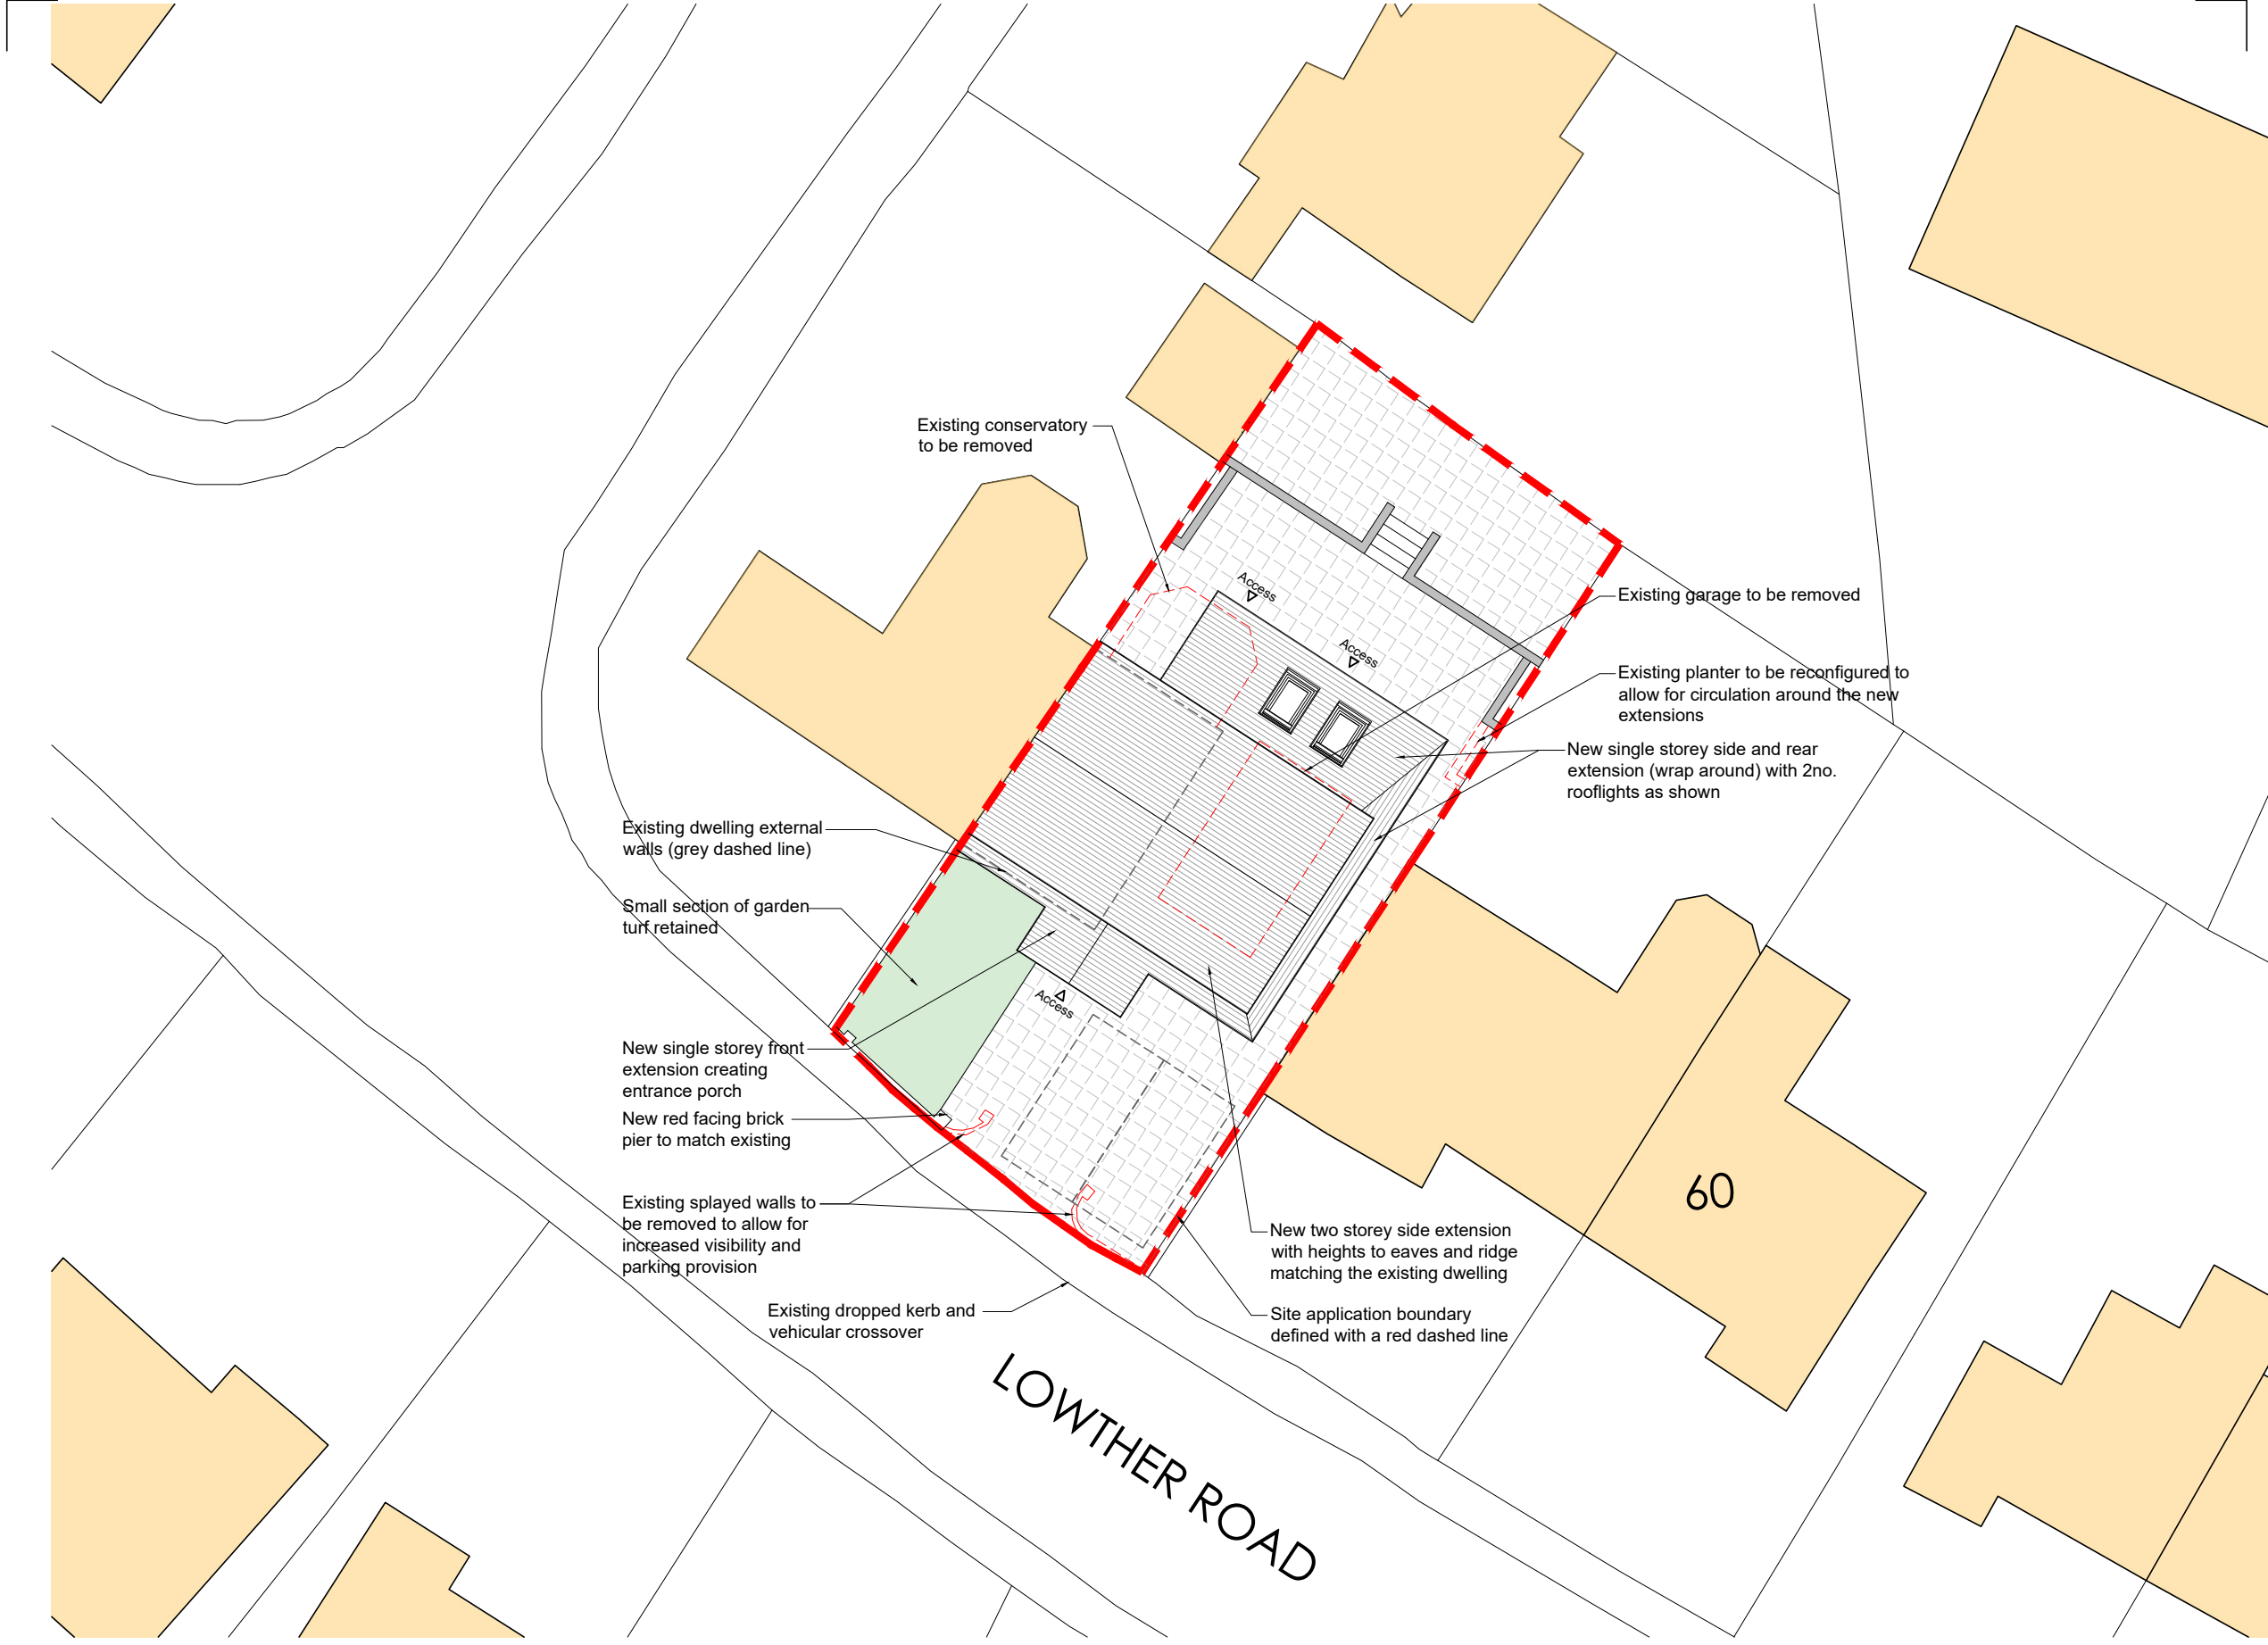 Existing conservatory
to be removed
Access
Access
Existing garage to be removed
Existing planter to be reconfigured to
allow for circulation around the new
extensions
New single storey side and rear
extension (wrap around) with 2no.
rooflights as shown
Existing dwelling external
walls (grey dashed line)
Small section of garden
turf retained
Access
New single storey front
extension creating
entrance porch
New red facing brick
pier to match existing
Existing splayed walls to
be removed to allow for
increased visibility and
parking provision
60
New two storey side extension
with heights to eaves and ridge
matching the existing dwelling
Existing dropped kerb and
vehicular crossover
Site application boundary
defined with a red dashed line
LOWTHER ROAD